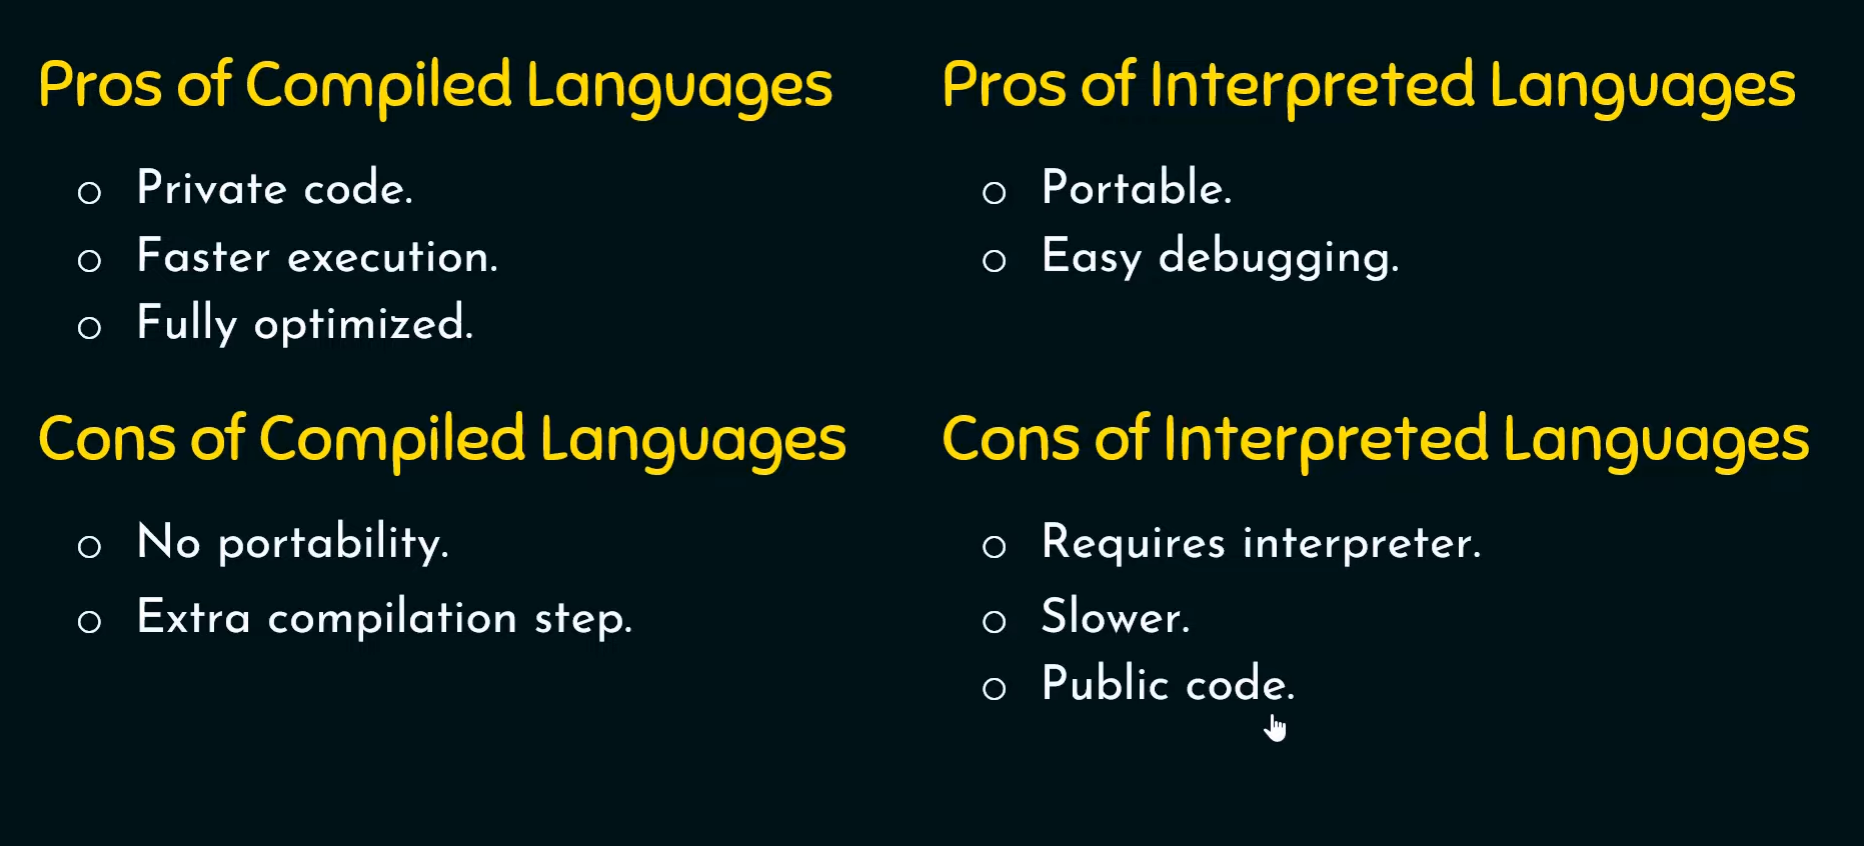 Pros of Compiled Languages
Private code.
Faster execution.
Fully optimized.
Cons of Compiled Languages
No portability.
Extra compilation step.
Pros of Interpreted Languages
Portable.
Easy debugging.
Cons of Interpreted Languages
Requires interpreter.
Slower.
Public code.